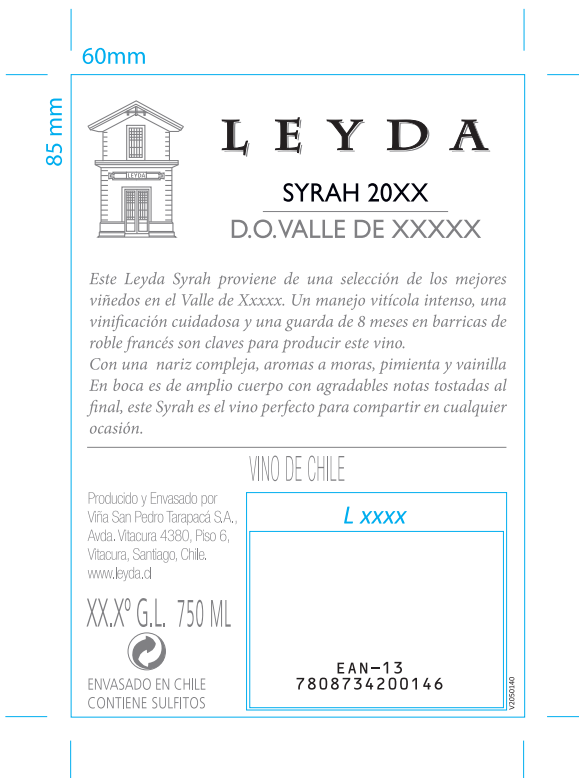 60mm
85 mm
LEYDA
LEYDA
SYRAH 20XX
D.O. VALLE DE XXXXX
Este Leyda Syrah proviene de una selección de los mejores
viñedos en el Valle de Xxxxx. Un manejo vitícola intenso, una
vinificación cuidadosa y una guarda de 8 meses en barricas de
roble francés son claves para producir este vino.
Con una nariz compleja, aromas a moras, pimienta y vainilla
En boca es de amplio cuerpo con agradables notas tostadas al
final, este Syrah es el vino perfecto para compartir en cualquier
ocasión.
VINO DE CHILE
Producido y Envasado por
Viña San Pedro Tarapacá S.A.,
Avda. Vitacura 4380, Piso 6,
Vitacura, Santiago, Chile.
www.leyda.cl
XX.Xº G.L. 750 ML
ENVASADO EN CHILE
CONTIENE SULFITOS
L xxxx
EAN-13
7808734200146
V2050140